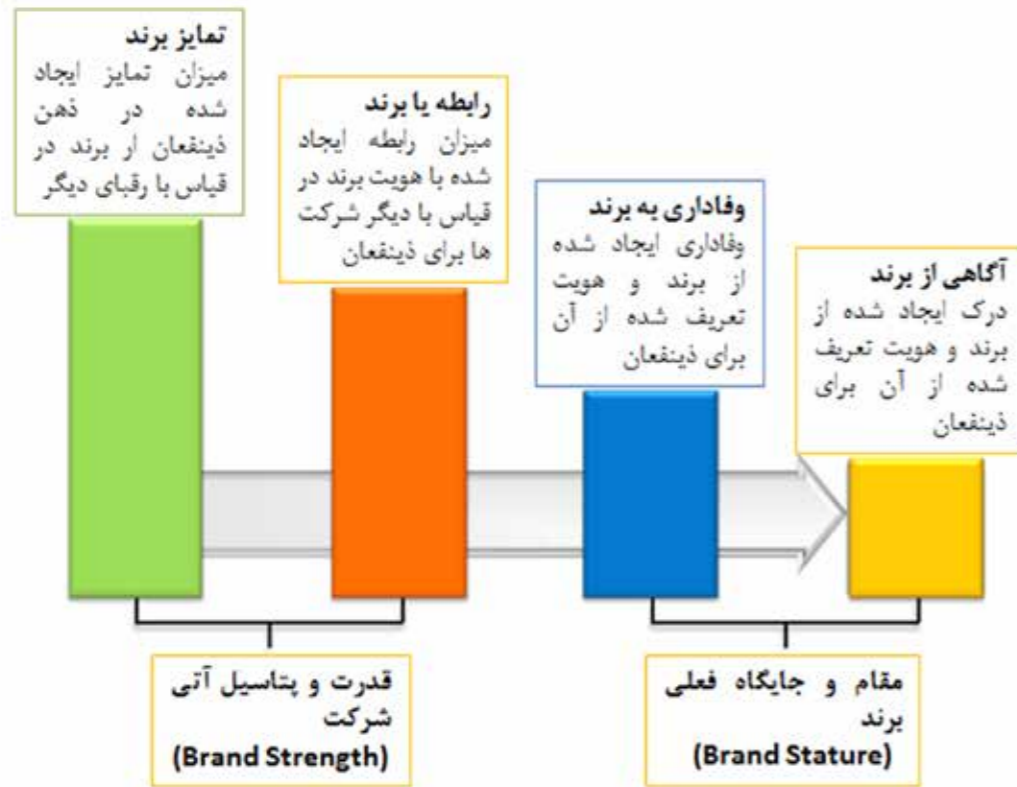 تمایز برند
میزان تمایز ایجاد
شده در ذهن
ذینفعان ار برند در
قیاس با رقبای دیگر
رابطه یا برند
میزان رابطه ایجاد
شده با هویت برند در
قیاس با دیگر شرکت
ها برای ذینفعان
وفاداری به برند
وفاداری ایجاد شده
از برند و هویت
تعریف شده از آن
برای ذینفعان
آگاهی از برند
درک ایجاد شده از
برند و هویت تعریف
شده از آن برای
ذینفعان
قدرت و پتاسیل آتی
شرکت
(Brand Strength)
مقام و جایگاه فعلی
برند
(Brand Stature)